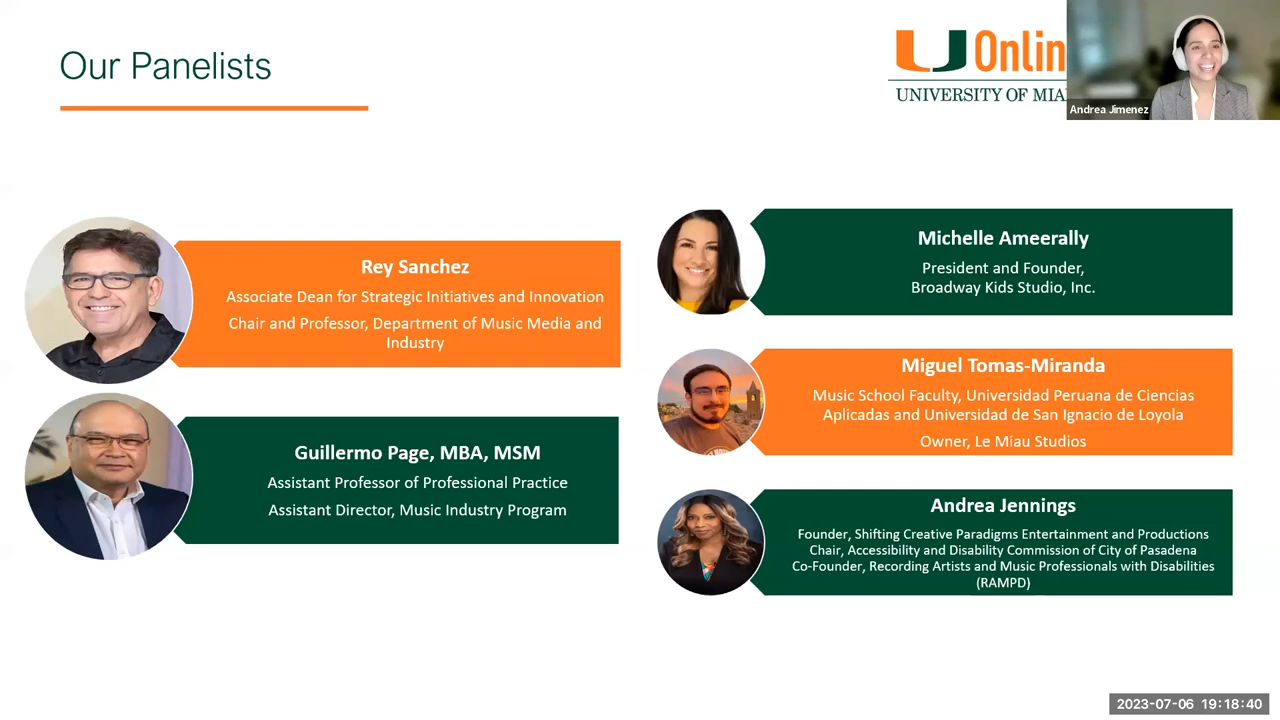 Our Panelists
U Onlin
UNIVERSITY OF MIA
Andrea Jimenez
Rey Sanchez
Associate Dean for Strategic Initiatives and Innovation
Chair and Professor, Department of Music Media and
Industry
Guillermo Page, MBA, MSM
Assistant Professor of Professional Practice
Assistant Director, Music Industry Program
Michelle Ameerally
President and Founder,
Broadway Kids Studio, Inc.
Miguel Tomas-Miranda
Music School Faculty, Universidad Peruana de Ciencias
Aplicadas and Universidad de San Ignacio de Loyola
Owner, Le Miau Studios
Andrea Jennings
Founder, Shifting Creative Paradigms Entertainment and Productions
Chair, Accessibility and Disability Commission of City of Pasadena
Co-Founder, Recording Artists and Music Professionals with Disabilities
(RAMPD)
2023-07-06 19:18:40